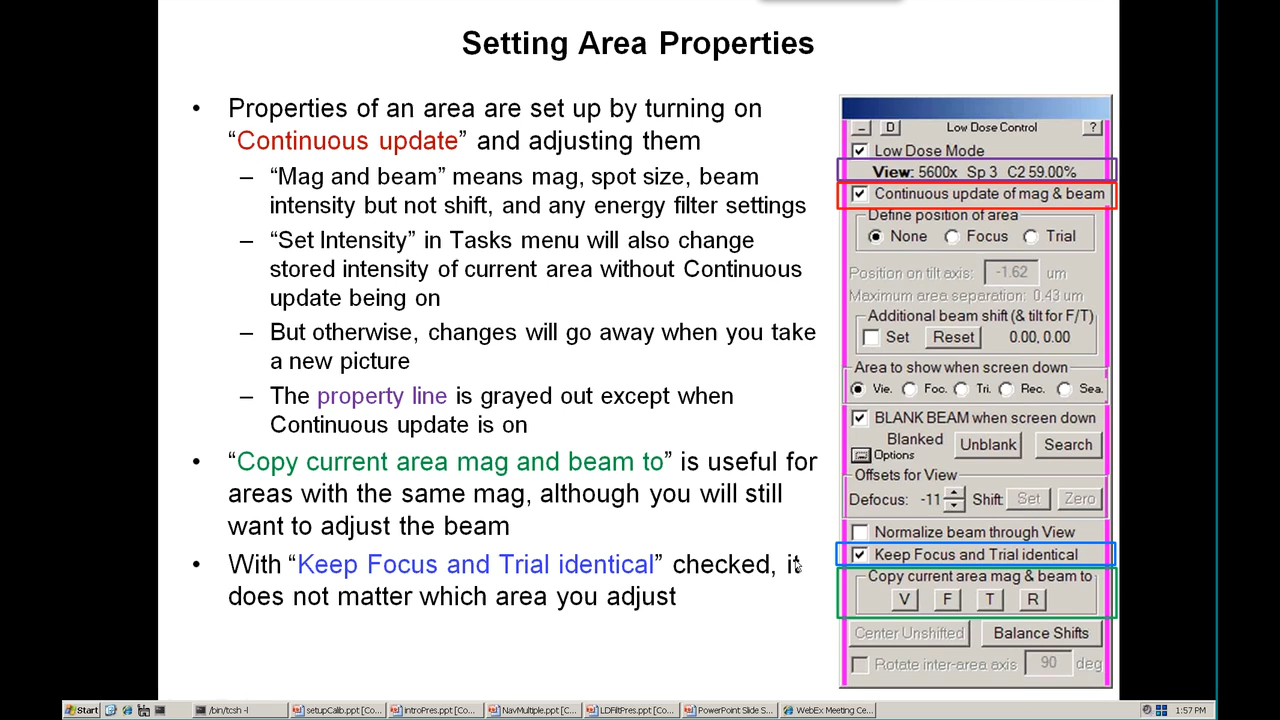 Setting Area Properties
• Properties of an area are set up by turning on
“Continuous update” and adjusting them
– “Mag and beam” means mag, spot size, beam
intensity but not shift, and any energy filter settings
– “Set Intensity” in Tasks menu will also change
stored intensity of current area without Continuous
update being on
– But otherwise, changes will go away when you take
a new picture
– The property line is grayed out except when
Continuous update is on
• “Copy current area mag and beam to” is useful for
areas with the same mag, although you will still
want to adjust the beam
• With “Keep Focus and Trial identical” checked, it
does not matter which area you adjust
– D Low Dose Control ?
Low Dose Mode
View: 5600x Sp 3 C2 59.00%
Continuous update of mag & beam
Define position of area
None Focus Trial
Position on tilt axis: -1.62 um
Maximum area separation: 0.43 um
Additional beam shift (& tilt for F/T)
Set Reset 0.00, 0.00
Area to show when screen down
Vie. Foc. Tri. Rec. Sea.
BLANK BEAM when screen down
Blanked Unblank Search
Options
Offsets for View
Defocus: -11 Shift: Set Zero
Normalize beam through View
Keep Focus and Trial identical
Copy current area mag & beam to
V F T R
Center Unshifted Balance Shifts
Rotate inter-area axis 90 deg
Start /bin/tcsh -l setupCalib.ppt [Co... introPres.ppt [Co... NavMultiple.ppt [C... LDFiltPres.ppt [Co... PowerPoint Slide S... WebEx Meeting Ce... 1:57 PM